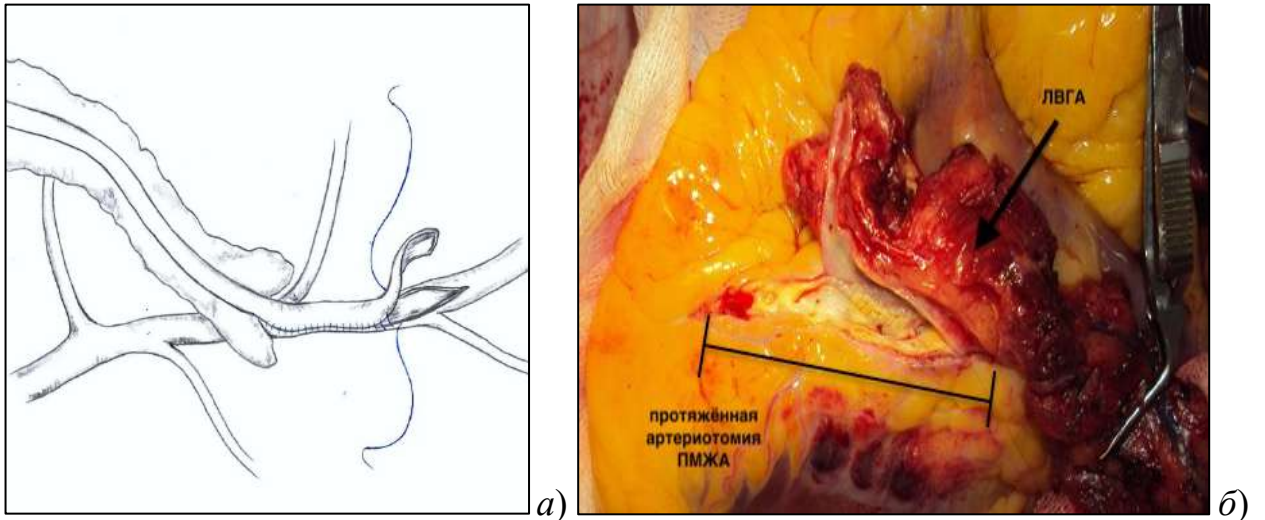 ЛВГА
протяжённая
артериотомия
ПМЖА
а)
б)